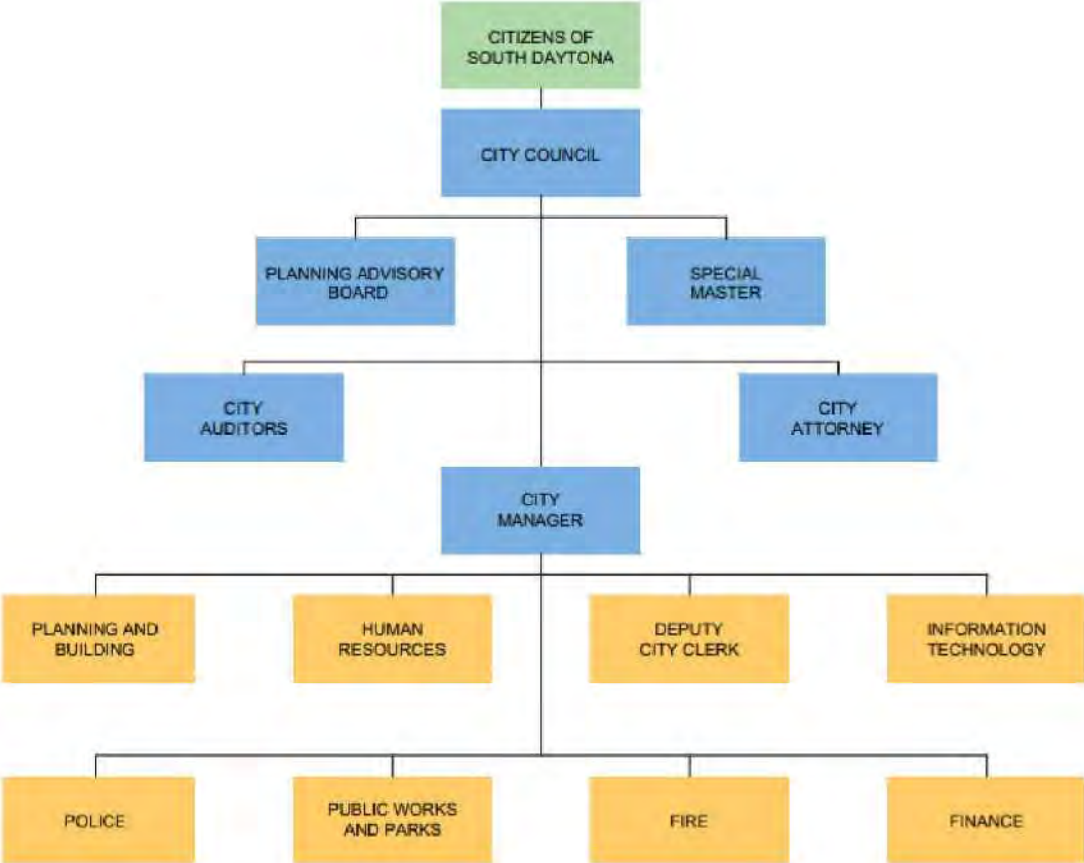 CITIZENS OF
SOUTH DAYTONA
CITY COUNCIL
PLANNING ADVISORY
BOARD
SPECIAL
MASTER
CITY
AUDITORS
CITY
ATTORNEY
CITY
MANAGER
PLANNING AND
BUILDING
HUMAN
RESOURCES
DEPUTY
CITY CLERK
INFORMATION
TECHNOLOGY
POLICE
PUBLIC WORKS
AND PARKS
FIRE
FINANCE